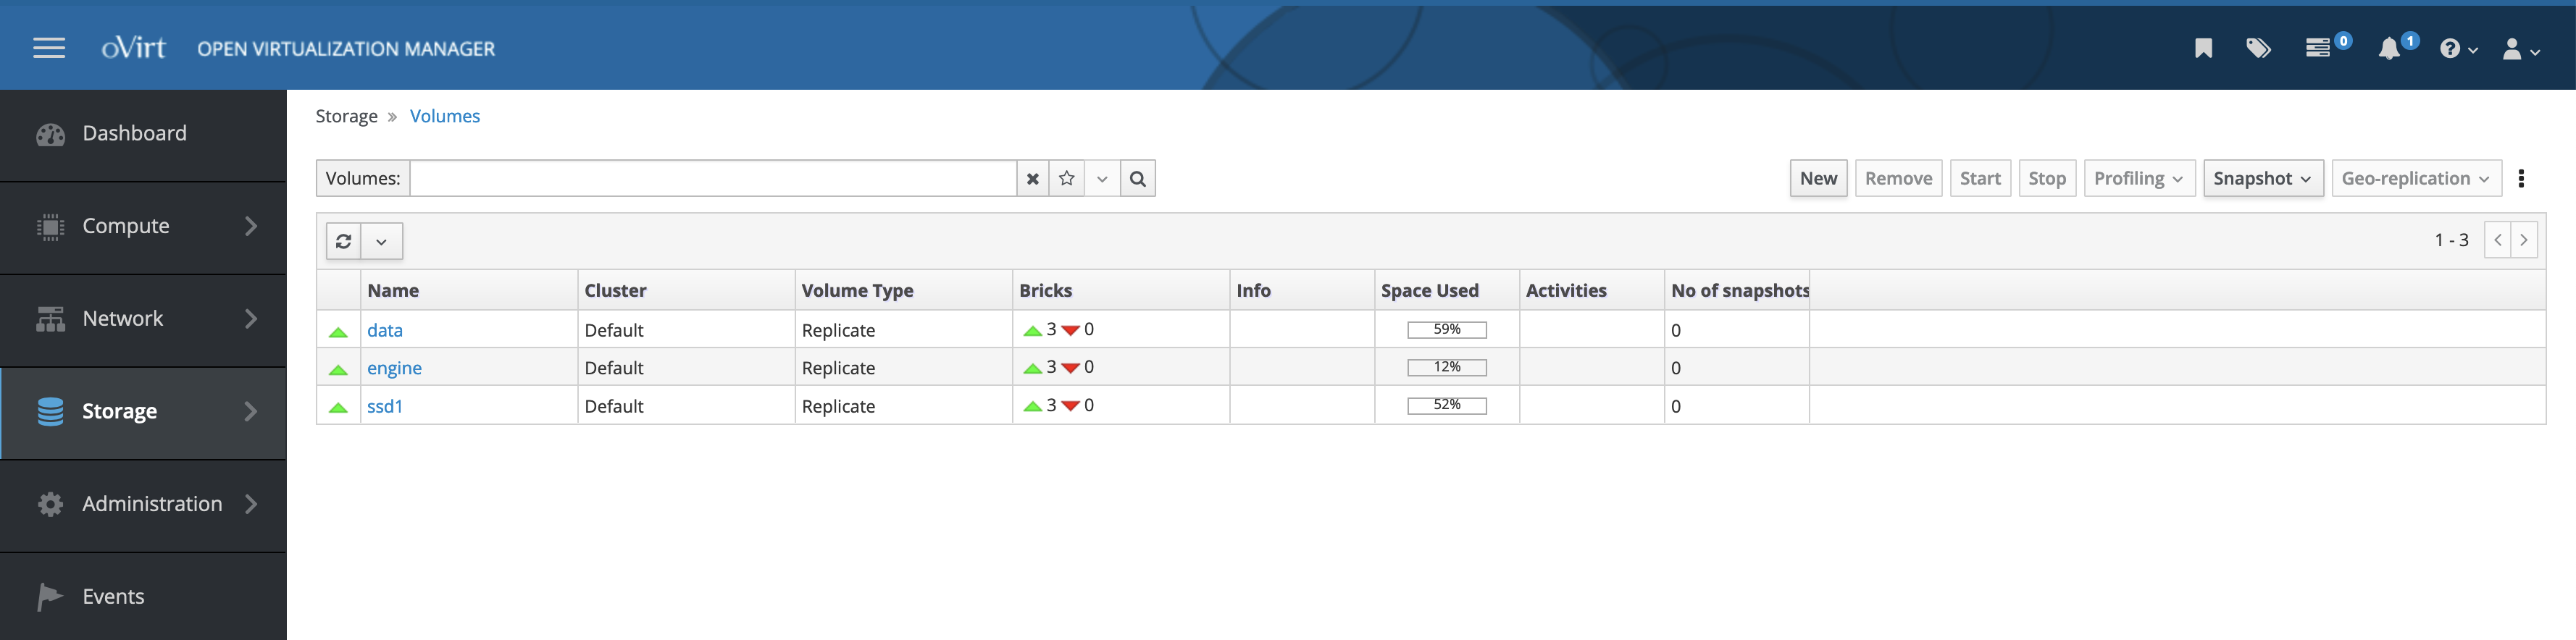 oVirt OPEN VIRTUALIZATION MANAGER 0 1
Dashboard
Compute
Network
Storage
Administration
Events
Storage » Volumes
Volumes: New Remove Start Stop Profiling Snapshot Geo-replication
1 - 3
Name Cluster Volume Type Bricks Info Space Used Activities No of snapshots
data Default Replicate 3 0 59% 0
engine Default Replicate 3 0 12% 0
ssd1 Default Replicate 3 0 52% 0